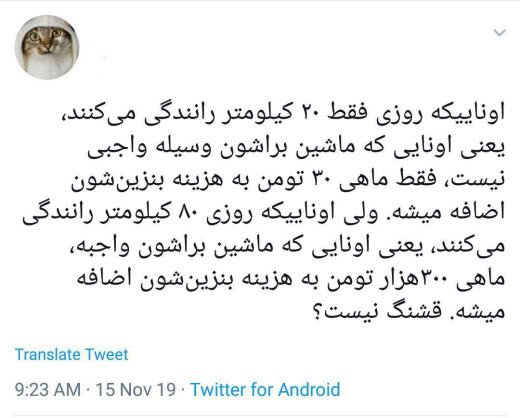 اوناییکه روزی فقط ۲۰ کیلومتر رانندگی می‌کنند،
یعنی اونایی که ماشین براشون وسیله واجبی
نیست، فقط ماهی ۳۰ تومن به هزینه بنزین‌شون
اضافه میشه. ولی اوناییکه روزی ۸۰ کیلومتر رانندگی
می‌کنند، یعنی اونایی که ماشین براشون واجبه،
ماهی ۳۰۰هزار تومن به هزینه بنزین‌شون اضافه
میشه. قشنگ نیست؟
Translate Tweet
9:23 AM · 15 Nov 19 · Twitter for Android